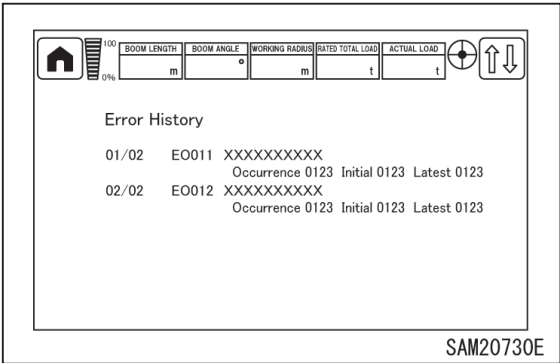 100
0%
BOOM LENGTH
m
BOOM ANGLE
°
WORKING RADIUS
m
RATED TOTAL LOAD
t
ACTUAL LOAD
t
Error History
01/02 EO011 XXXXXXXXXX
Occurrence 0123 Initial 0123 Latest 0123
02/02 EO012 XXXXXXXXXX
Occurrence 0123 Initial 0123 Latest 0123
SAM20730E